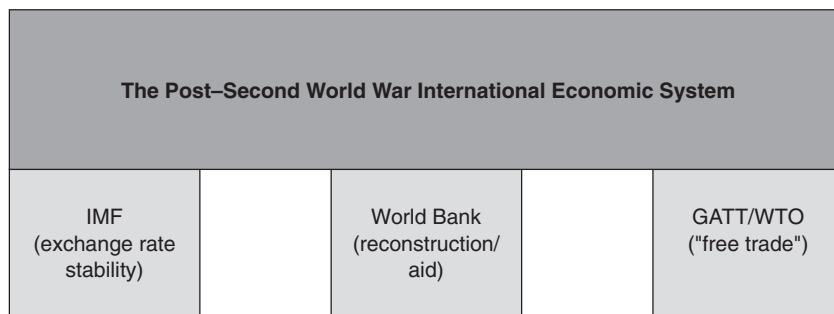 The Post–Second World War International Economic System
IMF
(exchange rate
stability)
World Bank
(reconstruction/
aid)
GATT/WTO
("free trade")